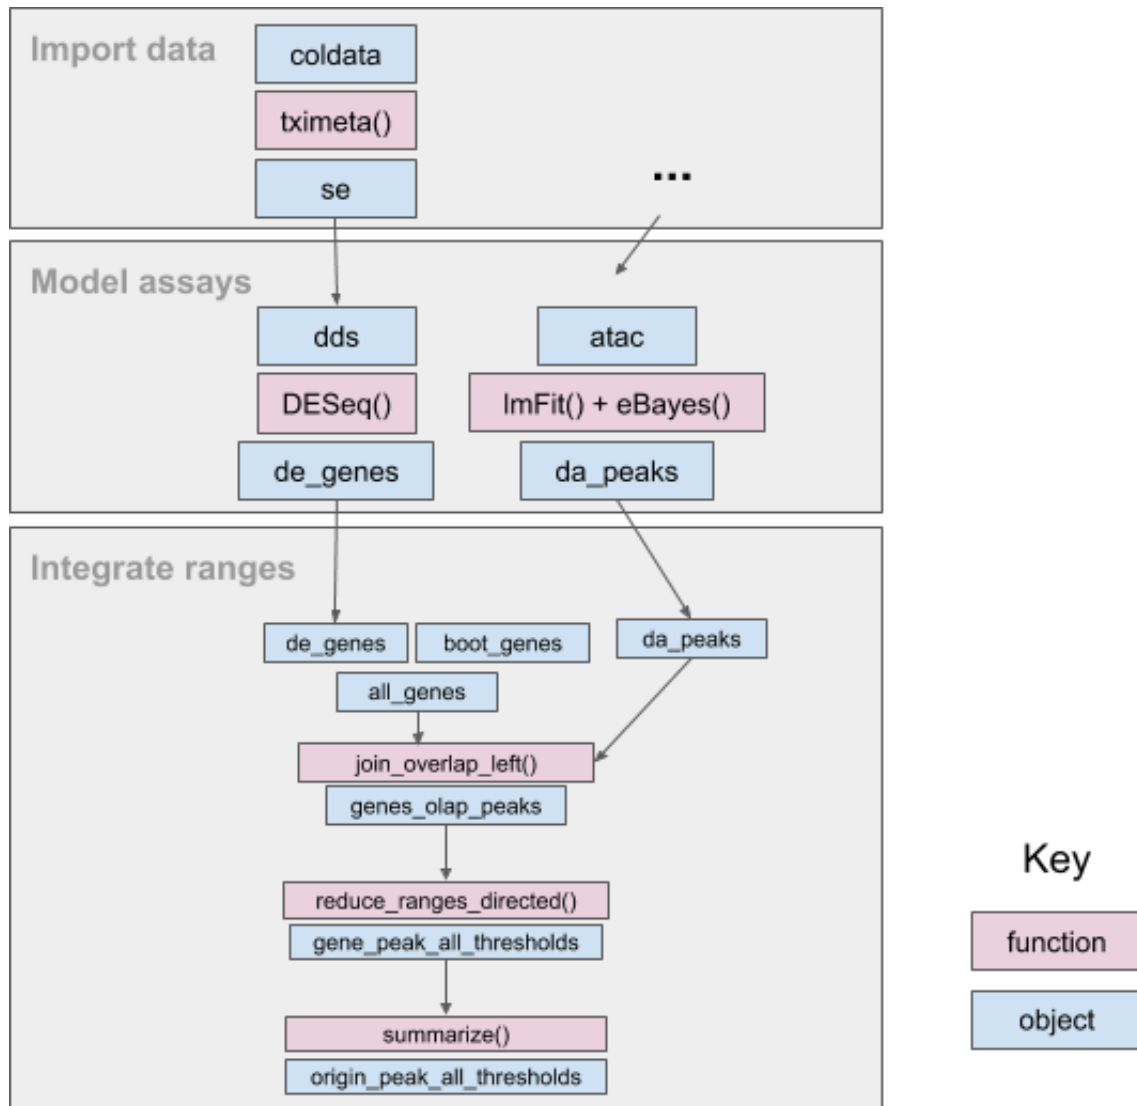 Import data
coldata
tximeta()
se
...
Model assays
dds
atac
DESeq()
lmFit() + eBayes()
de_genes
da_peaks
Integrate ranges
de_genes
boot_genes
da_peaks
all_genes
join_overlap_left()
genes_olap_peaks
reduce_ranges_directed()
gene_peak_all_thresholds
summarize()
origin_peak_all_thresholds
Key
function
object